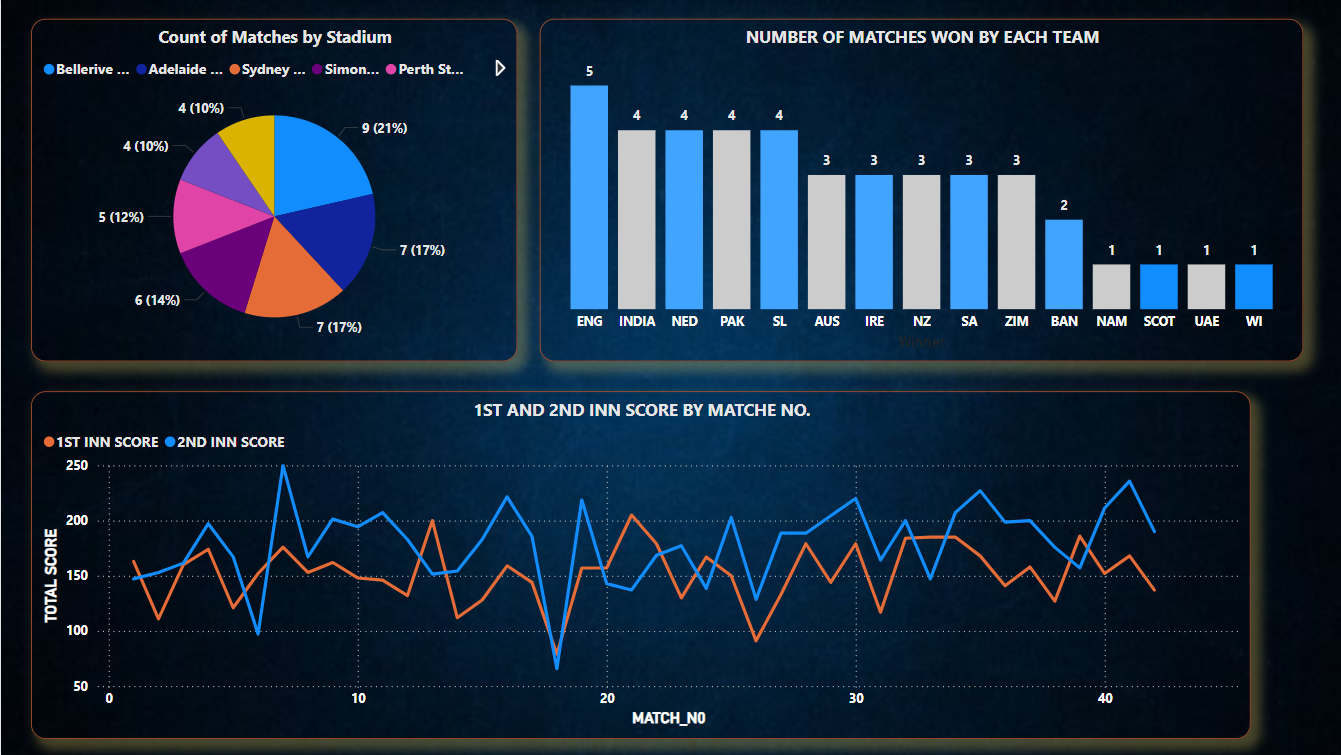 Count of Matches by Stadium
Bellerive ... Adelaide ... Sydney ... Simon... Perth St...
4 (10%)
9 (21%)
4 (10%)
5 (12%)
7 (17%)
6 (14%)
7 (17%)
NUMBER OF MATCHES WON BY EACH TEAM
5
4 4 4 4
3 3 3 3 3
2
1 1 1 1
ENG INDIA NED PAK SL AUS IRE NZ SA ZIM BAN NAM SCOT UAE WI
Winner
1ST AND 2ND INN SCORE BY MATCHE NO.
1ST INN SCORE 2ND INN SCORE
250
200
150
100
50
TOTAL SCORE
0 10 20 30 40
MATCH_N0